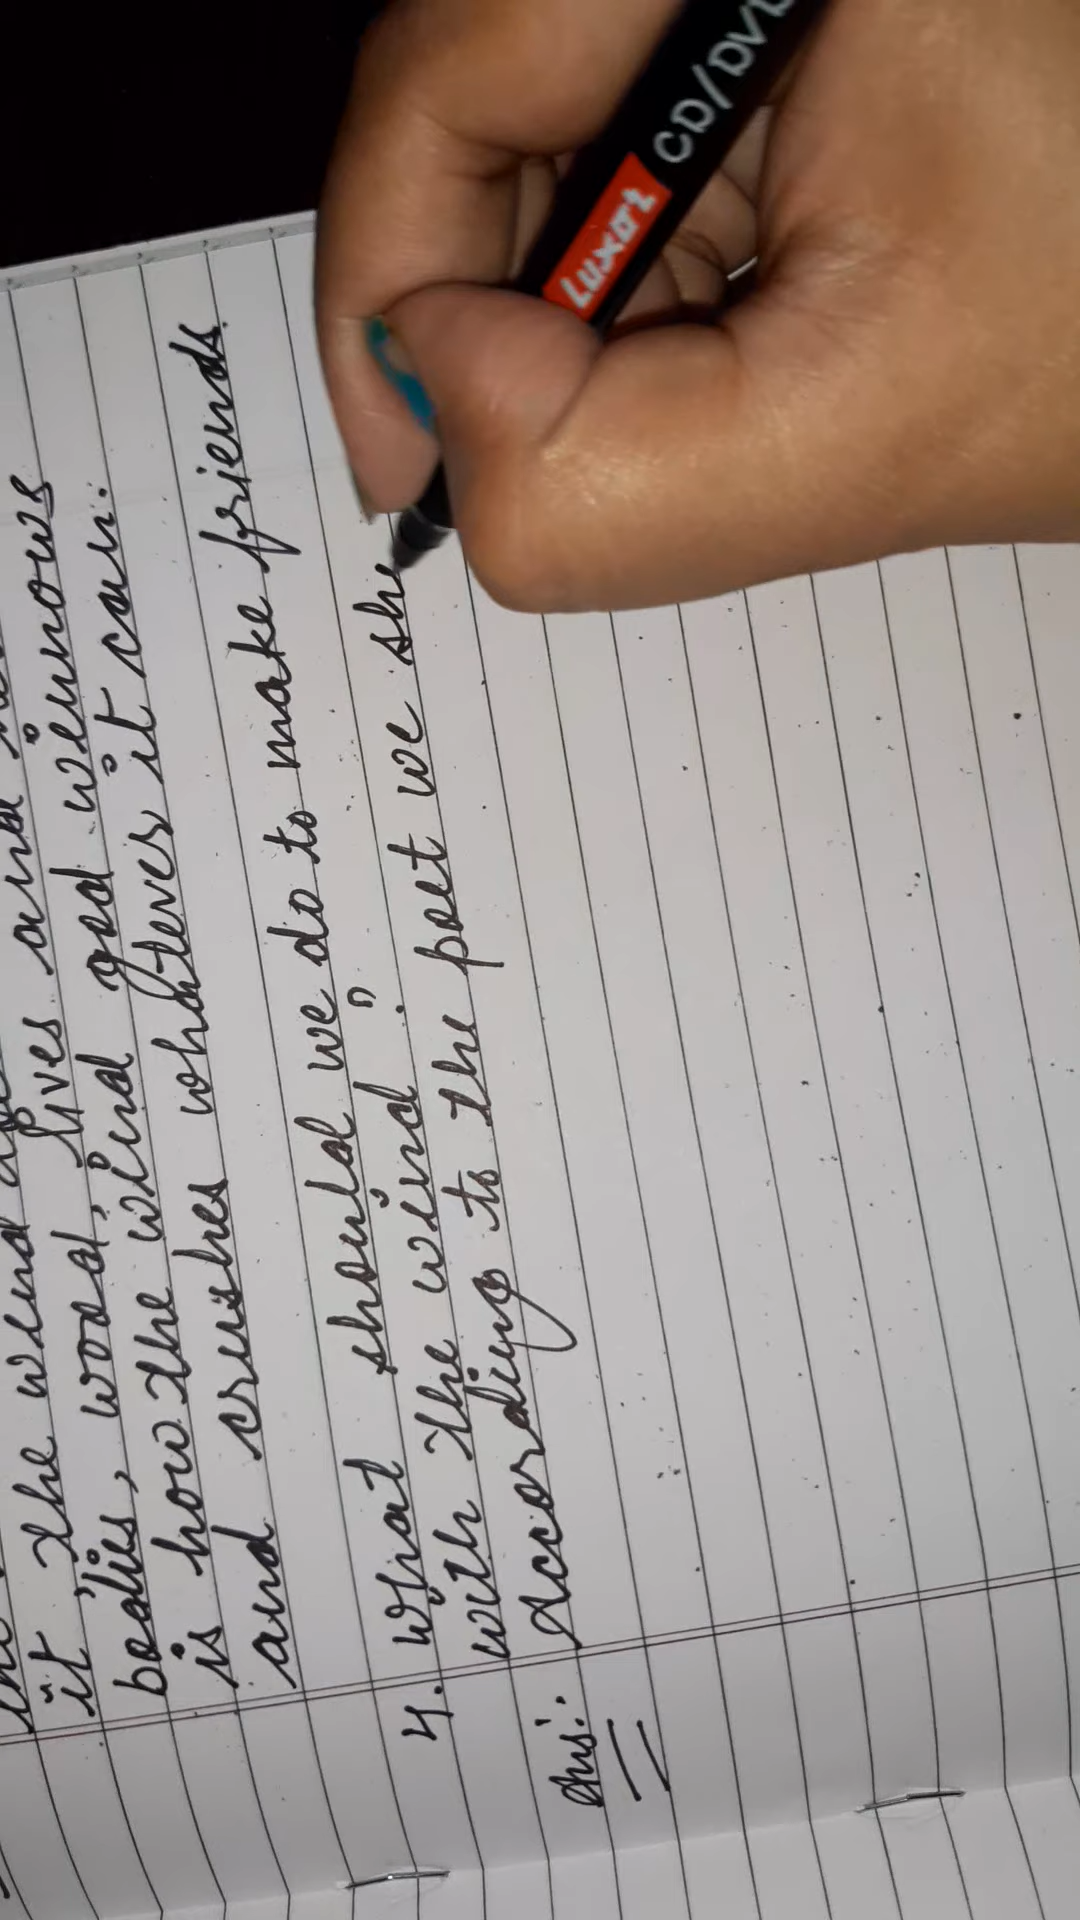 it the wind
bodies, wood, lives and
is how the wind god winnows
and crushes whatever it can.
4. What should we do to make friends
with the wind?
Ans:. According to the poet we sh
Luxor CD/DVD